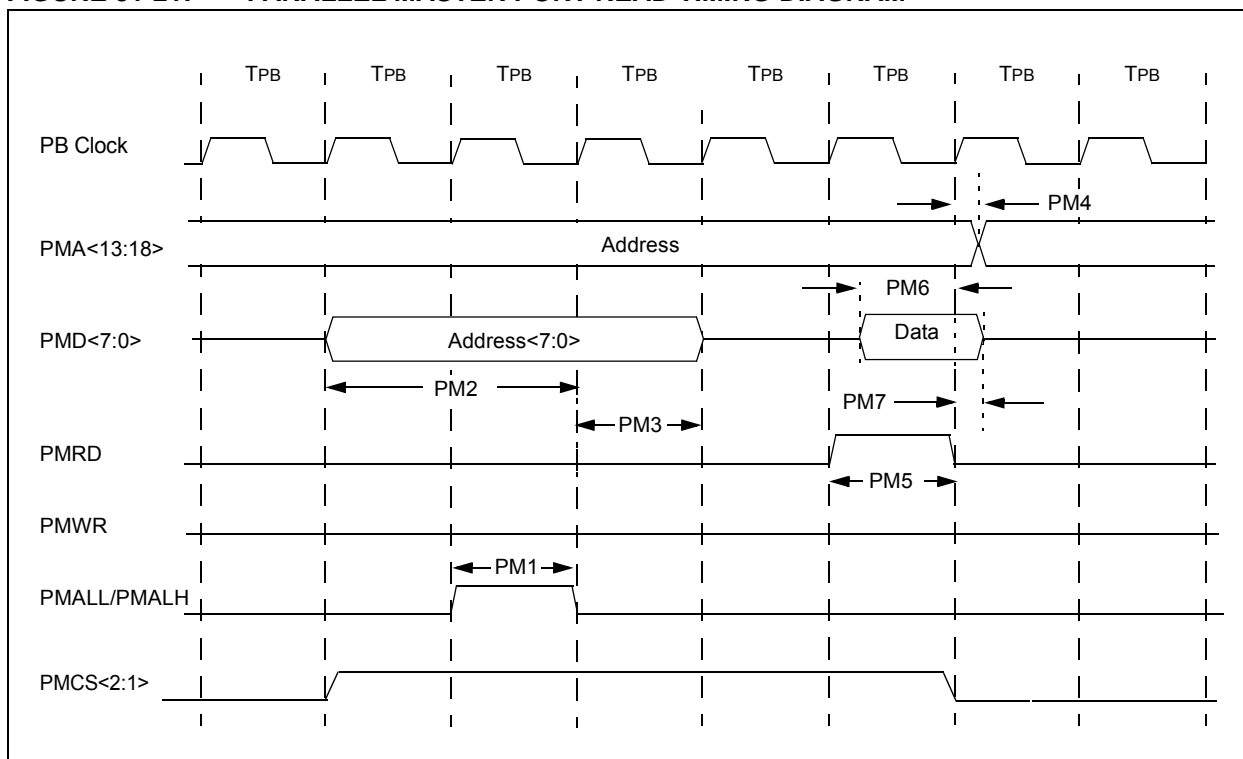 TPB TPB TPB TPB TPB TPB TPB TPB
PB Clock
PM4
PMA<13:18>
Address
PM6
PMD<7:0>
Address<7:0>
Data
PM2
PM7
PM3
PMRD
PM5
PMWR
PM1
PMALL/PMALH
PMCS<2:1>